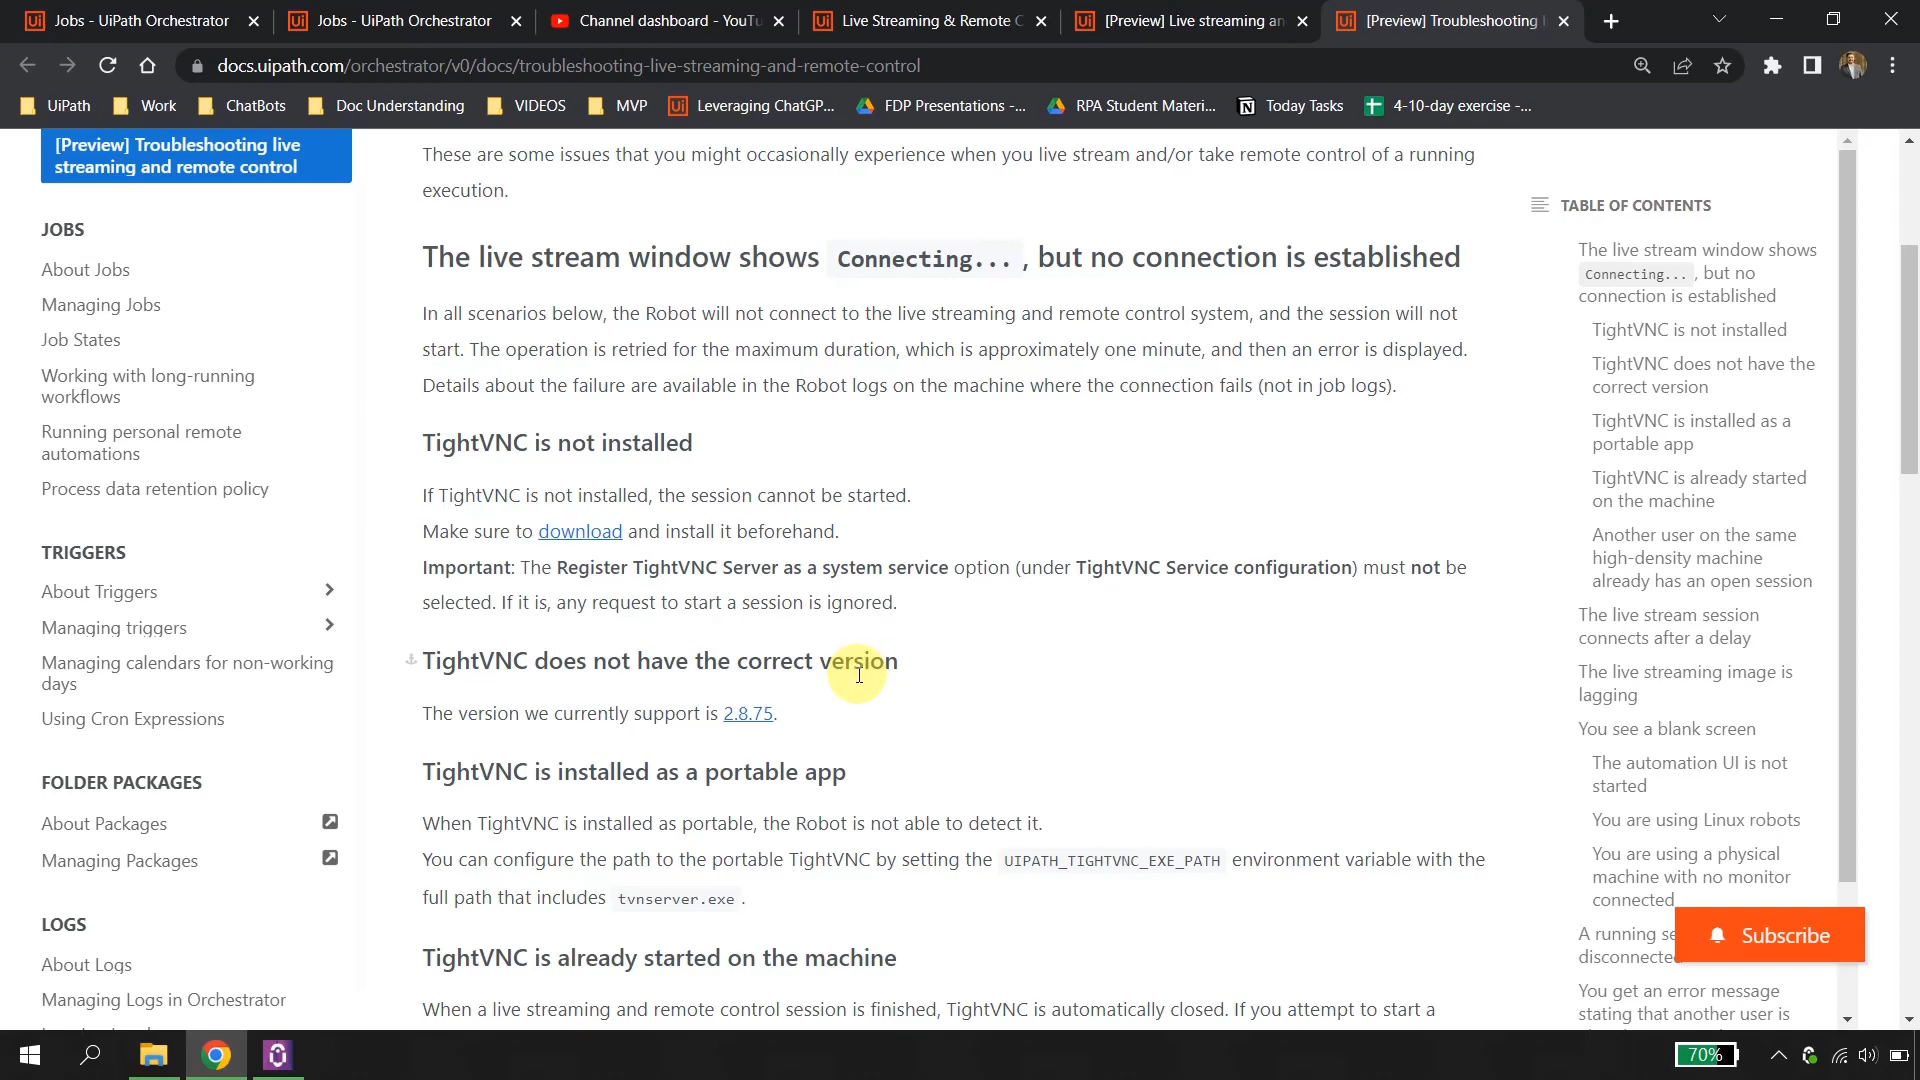 Jobs - UiPath Orchestrator
Jobs - UiPath Orchestrator
Channel dashboard - YouTu
Live Streaming & Remote C
[Preview] Live streaming an
[Preview] Troubleshooting
docs.uipath.com/orchestrator/v0/docs/troubleshooting-live-streaming-and-remote-control
UiPath
Work
ChatBots
Doc Understanding
VIDEOS
MVP
Leveraging ChatGP...
FDP Presentations -...
RPA Student Materi...
Today Tasks
4-10-day exercise -...
[Preview] Troubleshooting live
streaming and remote control
JOBS
About Jobs
Managing Jobs
Job States
Working with long-running
workflows
Running personal remote
automations
Process data retention policy
TRIGGERS
About Triggers
Managing triggers
Managing calendars for non-working
days
Using Cron Expressions
FOLDER PACKAGES
About Packages
Managing Packages
LOGS
About Logs
Managing Logs in Orchestrator
These are some issues that you might occasionally experience when you live stream and/or take remote control of a running
execution.
The live stream window shows Connecting... , but no connection is established
In all scenarios below, the Robot will not connect to the live streaming and remote control system, and the session will not
start. The operation is retried for the maximum duration, which is approximately one minute, and then an error is displayed.
Details about the failure are available in the Robot logs on the machine where the connection fails (not in job logs).
TightVNC is not installed
If TightVNC is not installed, the session cannot be started.
Make sure to download and install it beforehand.
Important: The Register TightVNC Server as a system service option (under TightVNC Service configuration) must not be
selected. If it is, any request to start a session is ignored.
TightVNC does not have the correct version
The version we currently support is 2.8.75.
TightVNC is installed as a portable app
When TightVNC is installed as portable, the Robot is not able to detect it.
You can configure the path to the portable TightVNC by setting the UIPATH_TIGHTVNC_EXE_PATH environment variable with the
full path that includes tvnserver.exe .
TightVNC is already started on the machine
When a live streaming and remote control session is finished, TightVNC is automatically closed. If you attempt to start a
TABLE OF CONTENTS
The live stream window shows
Connecting... , but no
connection is established
TightVNC is not installed
TightVNC does not have the
correct version
TightVNC is installed as a
portable app
TightVNC is already started
on the machine
Another user on the same
high-density machine
already has an open session
The live stream session
connects after a delay
The live streaming image is
lagging
You see a blank screen
The automation UI is not
started
You are using Linux robots
You are using a physical
machine with no monitor
connected
A running se
disconnected
You get an error message
stating that another user is
Subscribe
70%